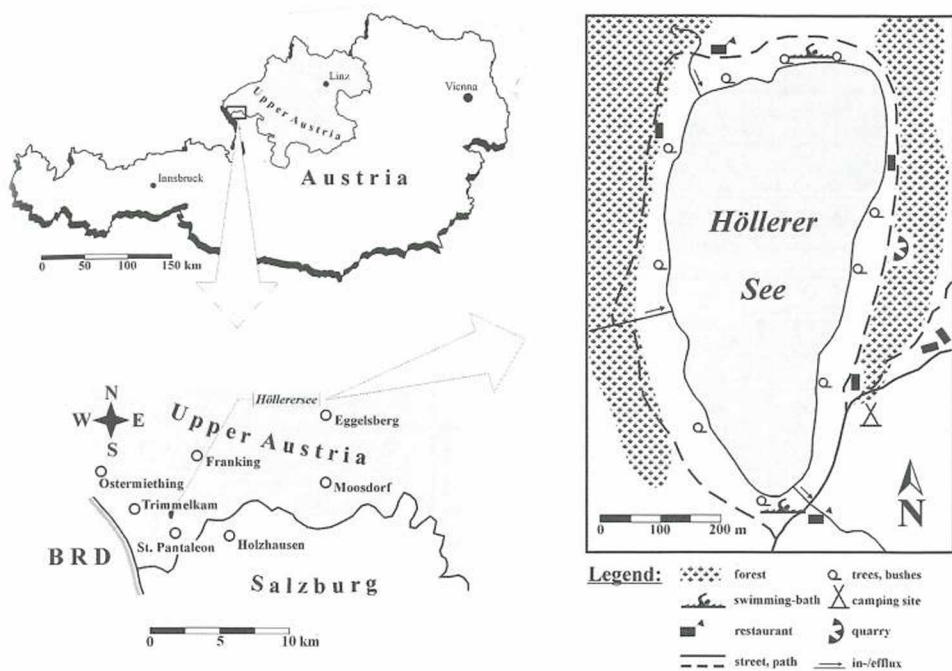 Linz
Vienna
Upper Austria
Innsbruck
Austria
0 50 100 150 km
Höllerersee
N
W E
S
Upper Austria
Eggelsberg
Franking
Ostermiething
Moosdorf
Trimmelkam
St. Pantaleon
Holzhausen
BRD
Salzburg
0 5 10 km
Höllerer
See
N
0 100 200 m
Legend:
forest
trees, bushes
swimming-bath
camping site
restaurant
quarry
street, path
in-/efflux